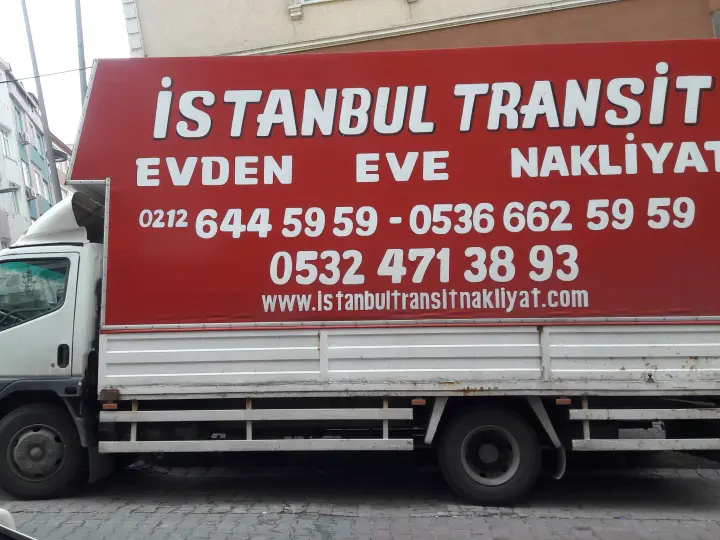 İSTANBUL TRANSİT
EVDEN EVE NAKLİYAT
0212 644 59 59 - 0536 662 59 59
0532 471 38 93
www.istanbultransitnakliyat.com